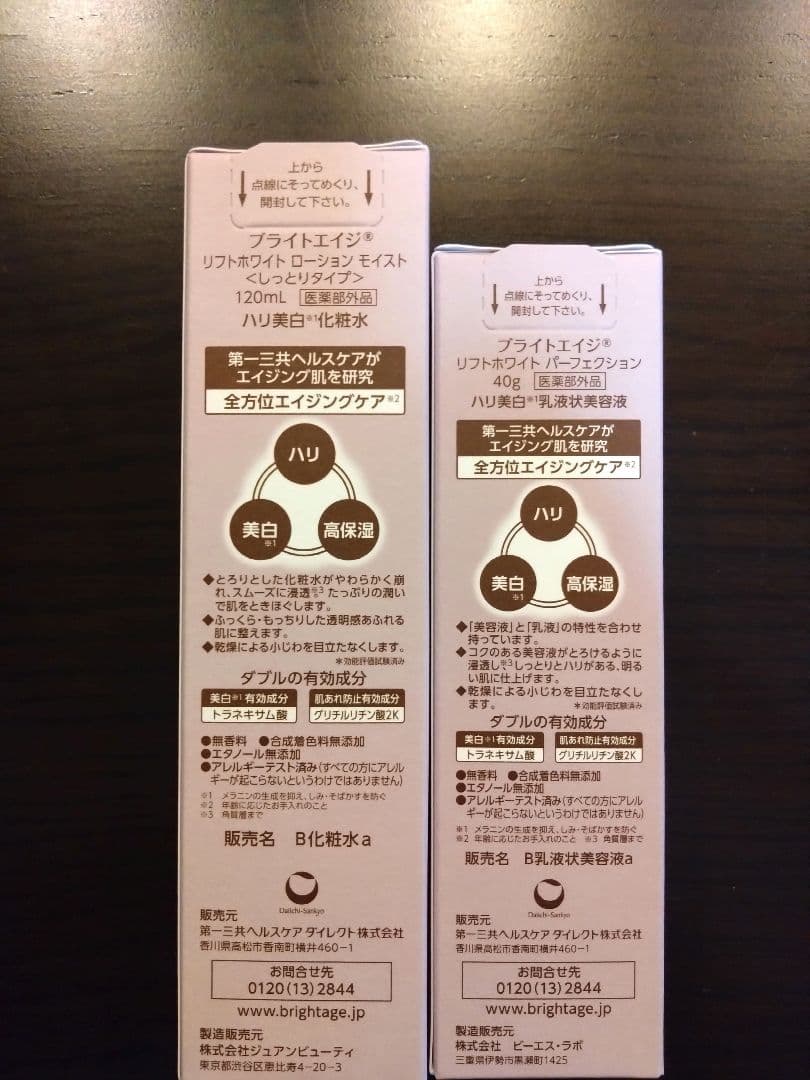 上から
点線にそってめくり、
開封して下さい。
ブライトエイジ®
リフトホワイト ローション モイスト
＜しっとりタイプ＞
120mL 医薬部外品
ハリ美白※1化粧水
第一三共ヘルスケアが
エイジング肌を研究
全方位エイジングケア※2
ハリ
美白※1
高保湿
◆とろりとした化粧水がやわらかく崩
れ、スムーズに浸透※3 たっぷりの潤い
で肌をときほぐします。
◆ふっくら・もっちりした透明感あふれる
肌に整えます。
◆乾燥による小じわを目立たなくします。
＊効能評価試験済み
ダブルの有効成分
美白※1有効成分
トラネキサム酸
肌あれ防止有効成分
グリチルリチン酸2K
●無香料 ●合成着色料無添加
●エタノール無添加
●アレルギーテスト済み(すべての方にアレル
ギーが起こらないというわけではありません)
※1 メラニンの生成を抑え、しみ・そばかすを防ぐ
※2 年齢に応じたお手入れのこと
※3 角質層まで
販売名 B化粧水a
Daiichi-Sankyo
販売元
第一三共ヘルスケア ダイレクト株式会社
香川県高松市香南町横井460−1
お問合せ先
0120(13)2844
www.brightage.jp
製造販売元
株式会社ジュアンビューティ
東京都渋谷区恵比寿4−20−3
上から
点線にそってめくり、
開封して下さい。
ブライトエイジ®
リフトホワイト パーフェクション
40g 医薬部外品
ハリ美白※1乳液状美容液
第一三共ヘルスケアが
エイジング肌を研究
全方位エイジングケア※2
ハリ
美白※1
高保湿
◆「美容液」と「乳液」の特性を合わせ
持っています。
◆コクのある美容液がとろけるように
浸透し※3しっとりとハリがある、明る
い肌に仕上げます。
◆乾燥による小じわを目立たなくし
ます。 ＊効能評価試験済み
ダブルの有効成分
美白※1有効成分
トラネキサム酸
肌あれ防止有効成分
グリチルリチン酸2K
●無香料 ●合成着色料無添加
●エタノール無添加
●アレルギーテスト済み(すべての方にアレル
ギーが起こらないというわけではありません)
※1 メラニンの生成を抑え、しみ・そばかすを防ぐ
※2 年齢に応じたお手入れのこと ※3 角質層まで
販売名 B乳液状美容液a
Daiichi-Sankyo
販売元
第一三共ヘルスケア ダイレクト株式会社
香川県高松市香南町横井460−1
お問合せ先
0120(13)2844
www.brightage.jp
製造販売元
株式会社 ピーエス・ラボ
三重県伊勢市黒瀬町1425